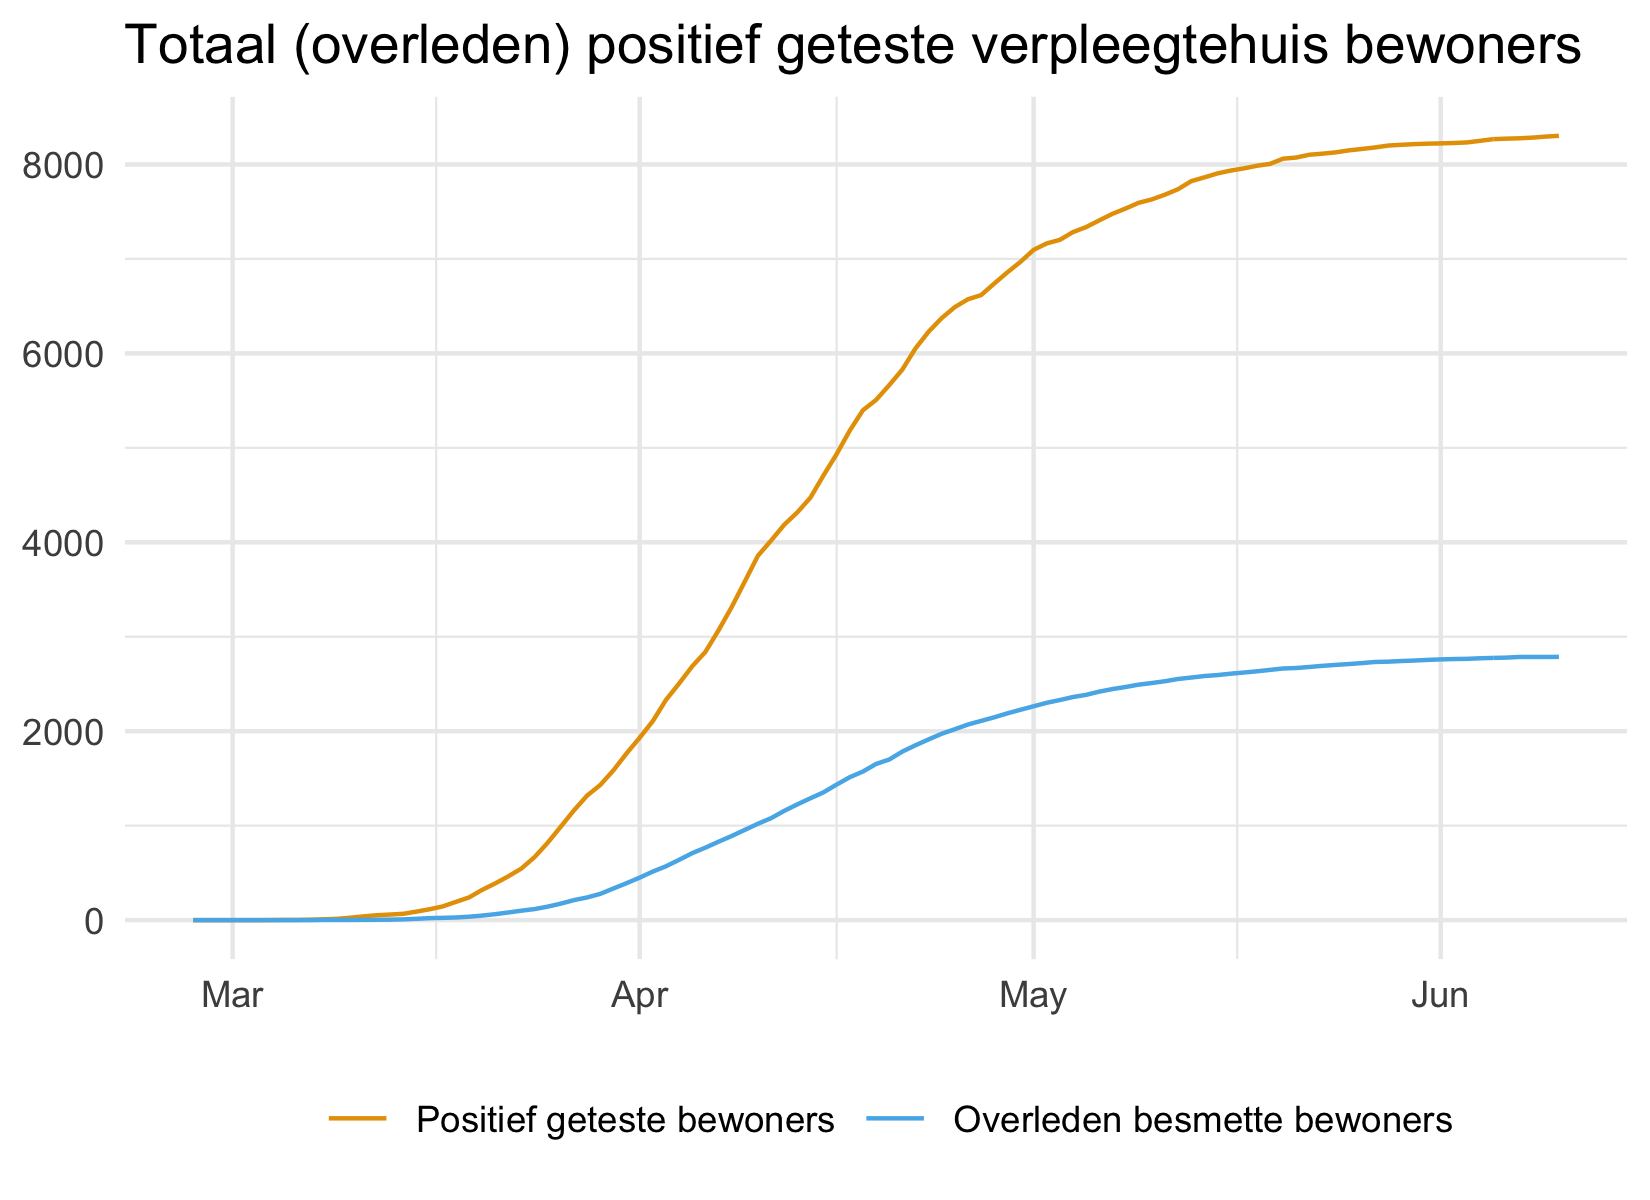 Totaal (overleden) positief geteste verpleegtehuis bewoners
8000
6000
4000
2000
0
Mar Apr May Jun
Positief geteste bewoners Overleden besmette bewoners